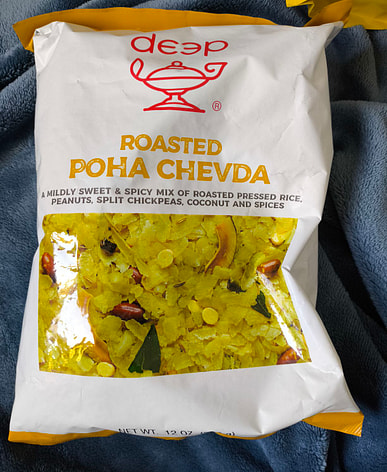 deep
®
ROASTED
POHA CHEVDA
A MILDLY SWEET & SPICY MIX OF ROASTED PRESSED RICE,
PEANUTS, SPLIT CHICKPEAS, COCONUT AND SPICES
NET WT. 12 OZ.